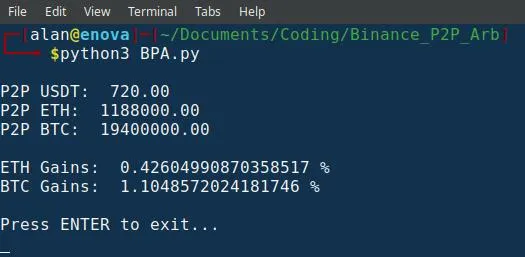 File Edit View Terminal Tabs Help
[alan@enova]-[~/Documents/Coding/Binance_P2P_Arb]
$python3 BPA.py
P2P USDT:  720.00
P2P ETH:  1188000.00
P2P BTC:  19400000.00
ETH Gains:  0.42604990870358517 %
BTC Gains:  1.1048572024181746 %
Press ENTER to exit...